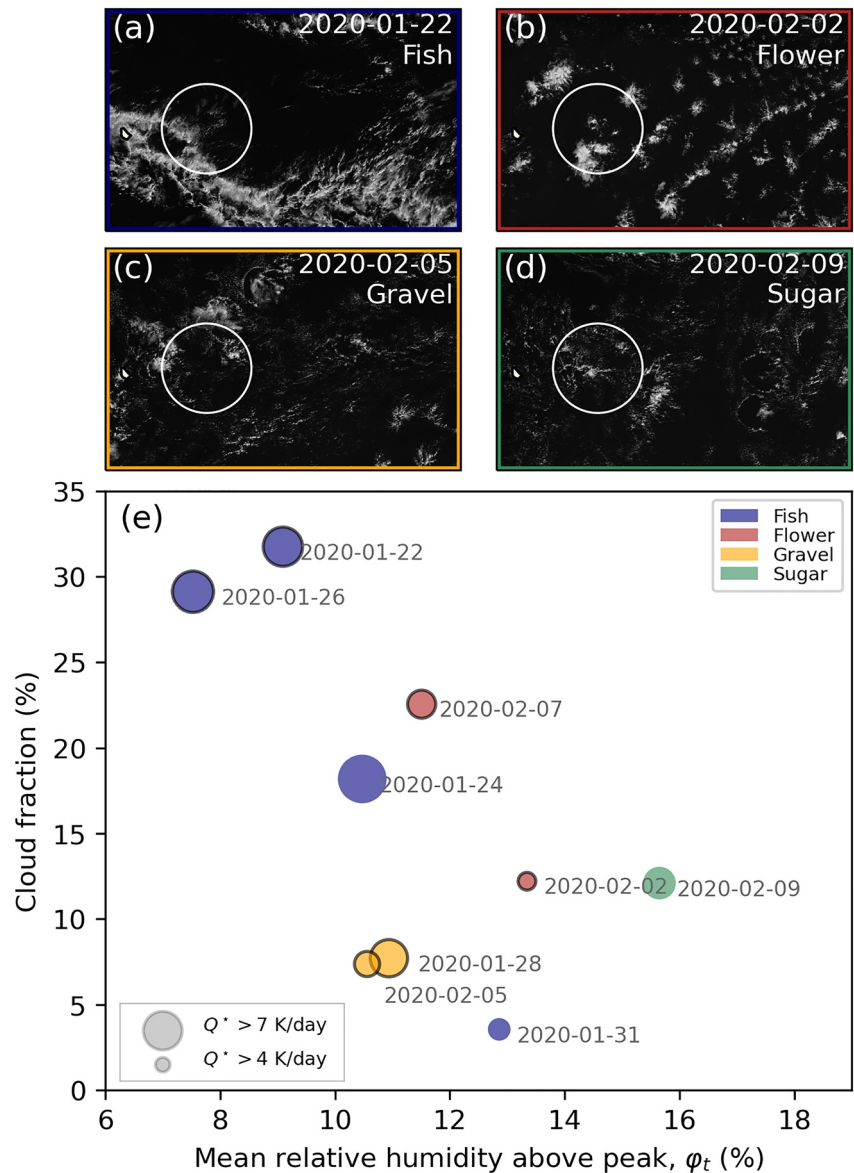 (a) 2020-01-22
Fish
(b) 2020-02-02
Flower
(c) 2020-02-05
Gravel
(d) 2020-02-09
Sugar
(e)
Fish
Flower
Gravel
Sugar
35
30
25
20
15
10
5
0
Cloud fraction (%)
2020-01-22
2020-01-26
2020-02-07
2020-01-24
2020-02-02
2020-02-09
2020-01-28
2020-02-05
2020-01-31
Q⋆ > 7 K/day
Q⋆ > 4 K/day
6 8 10 12 14 16 18
Mean relative humidity above peak, φt (%)